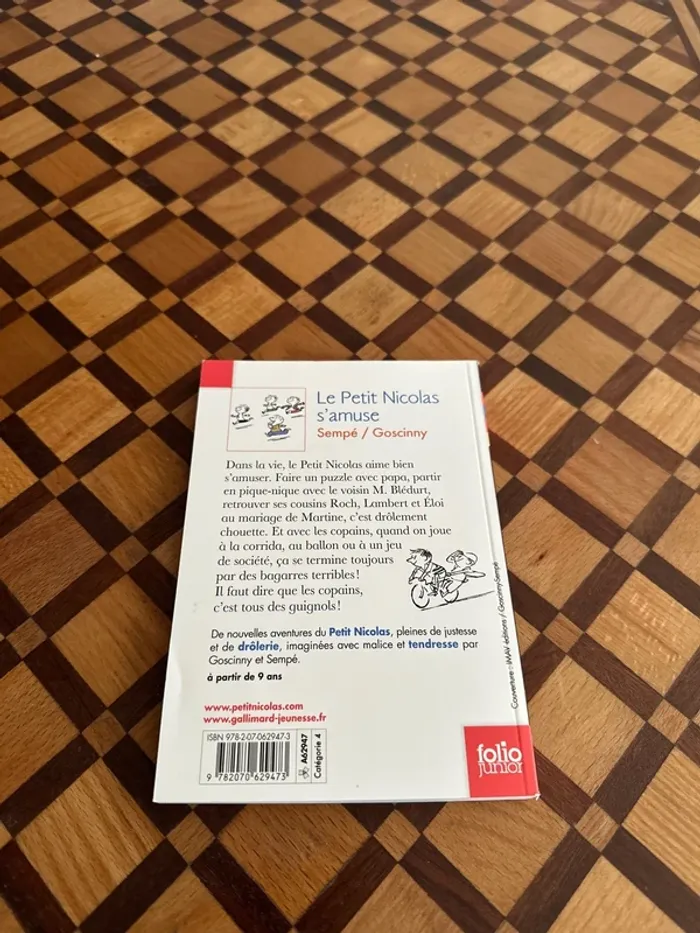 Le Petit Nicolas
s'amuse
Sempé / Goscinny
Dans la vie, le Petit Nicolas aime bien
s'amuser. Faire un puzzle avec papa, partir
en pique-nique avec le voisin M. Blédurt,
retrouver ses cousins Roch, Lambert et Éloi
au mariage de Martine, c'est drôlement
chouette. Et avec les copains, quand on joue
à la corrida, au ballon ou à un jeu
de société, ça se termine toujours
par des bagarres terribles !
Il faut dire que les copains,
c'est tous des guignols !
De nouvelles aventures du Petit Nicolas, pleines de justesse
et de drôlerie, imaginées avec malice et tendresse par
Goscinny et Sempé.
à partir de 9 ans
www.petitnicolas.com
www.gallimard-jeunesse.fr
ISBN 978-2-07-062947-3
9 782070 629473
A62947
Catégorie 4
Couverture : IMAV éditions / Goscinny-Sempé
folio
junior